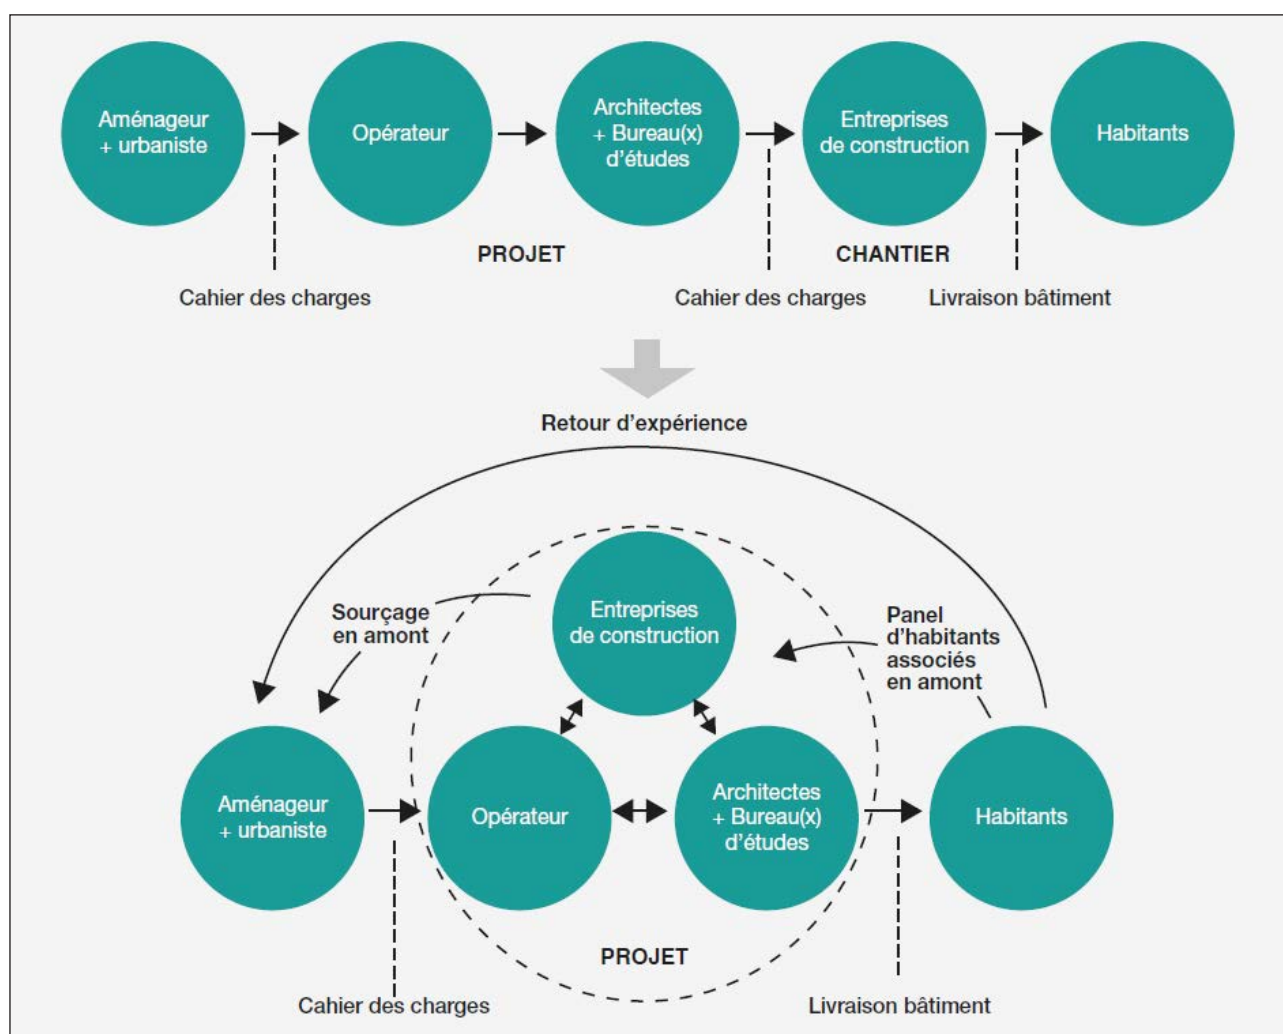 Aménageur
+ urbaniste
Opérateur
Architectes
+ Bureau(x)
d'études
Entreprises
de construction
Habitants
PROJET
CHANTIER
Cahier des charges
Cahier des charges
Livraison bâtiment
Retour d'expérience
Sourçage
en amont
Entreprises
de construction
Panel
d'habitants
associés
en amont
Aménageur
+ urbaniste
Opérateur
Architectes
+ Bureau(x)
d'études
Habitants
PROJET
Cahier des charges
Livraison bâtiment